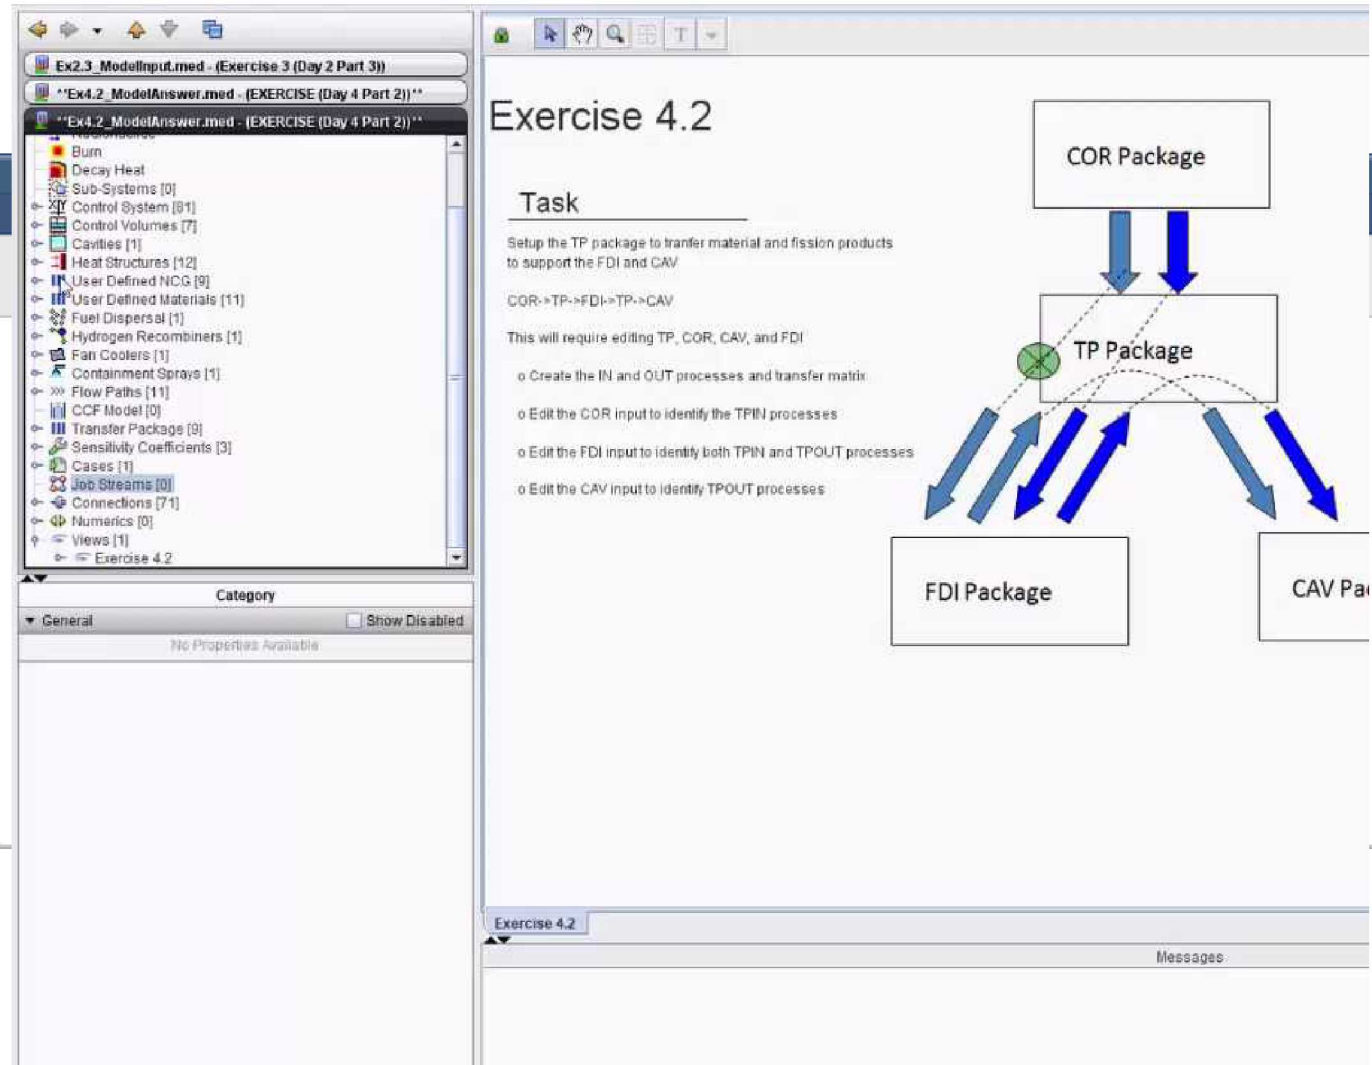 Ex2.3_ModelInput.med - (Exercise 3 (Day 2 Part 3))
**Ex4.2_ModelAnswer.med - (EXERCISE (Day 4 Part 2))**
**Ex4.2_ModelAnswer.med - (EXERCISE (Day 4 Part 2))**
Burn
Decay Heat
Sub-Systems [0]
Control System [81]
Control Volumes [7]
Cavities [1]
Heat Structures [12]
User Defined NCG [9]
User Defined Materials [11]
Fuel Dispersal [1]
Hydrogen Recombiners [1]
Fan Coolers [1]
Containment Sprays [1]
Flow Paths [11]
CCF Model [0]
Transfer Package [9]
Sensitivity Coefficients [3]
Cases [1]
Job Streams [0]
Connections [71]
Numerics [0]
Views [1]
Exercise 4.2
Category
General
Show Disabled
No Properties Available
T
Exercise 4.2
Task
Setup the TP package to tranfer material and fission products
to support the FDI and CAV
COR->TP->FDI->TP->CAV
This will require editing TP, COR, CAV, and FDI
o Create the IN and OUT processes and transfer matrix
o Edit the COR input to identify the TPIN processes
o Edit the FDI input to identify both TPIN and TPOUT processes
o Edit the CAV input to identify TPOUT processes
COR Package
TP Package
FDI Package
CAV Pa
Exercise 4.2
Messages